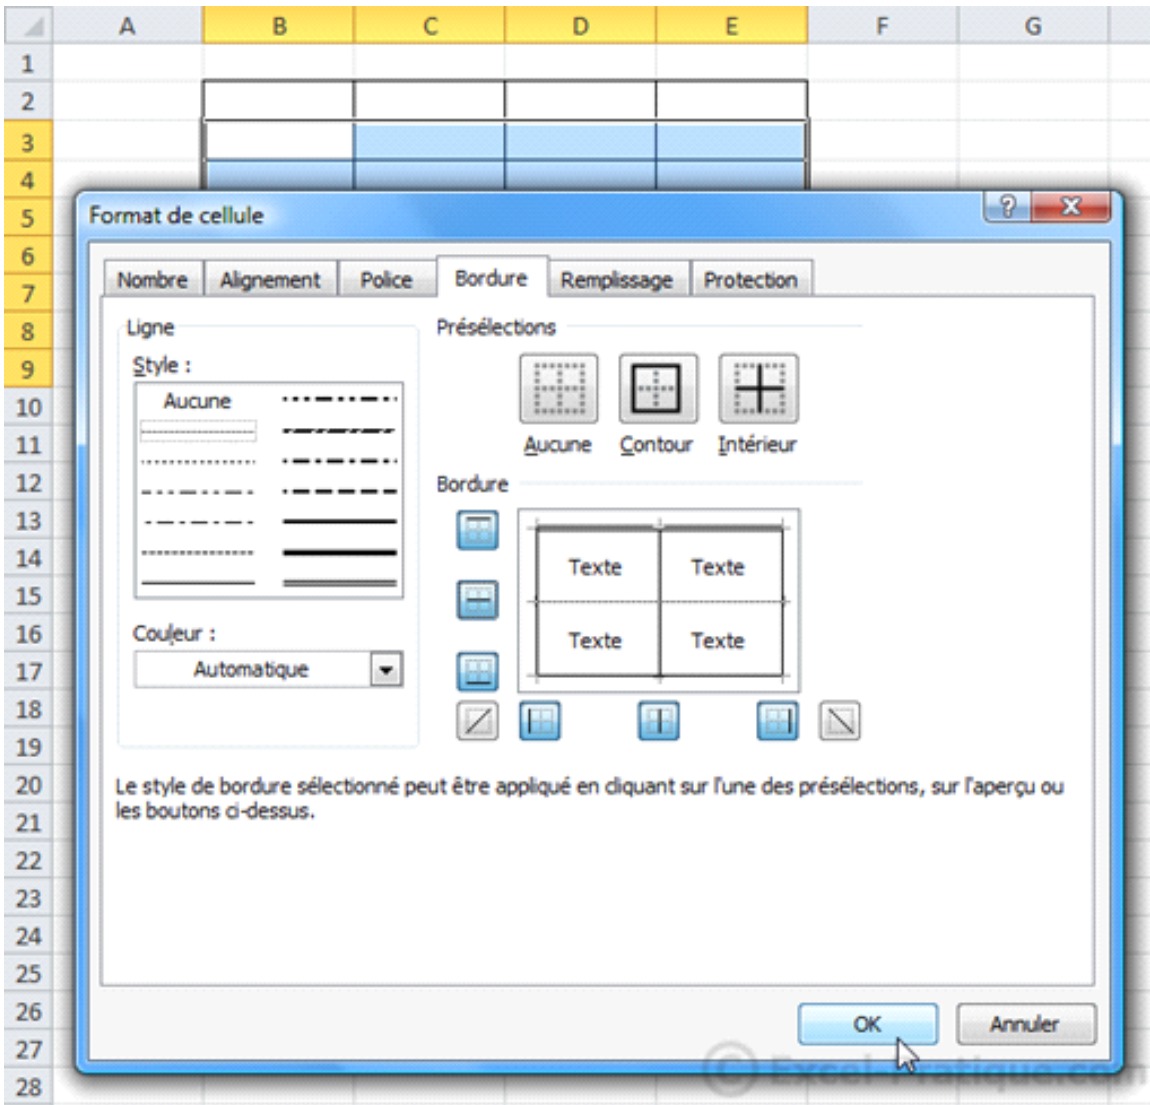 A B C D E F G
1
2
3
4
5
6
7
8
9
10
11
12
13
14
15
16
17
18
19
20
21
22
23
24
25
26
27
28
Format de cellule
?
Nombre Alignement Police Bordure Remplissage Protection
Ligne
Style :
Aucune
Couleur :
Automatique
Présélections
Aucune Contour Intérieur
Bordure
Texte Texte
Texte Texte
Le style de bordure sélectionné peut être appliqué en cliquant sur l'une des présélections, sur l'aperçu ou
les boutons ci-dessus.
OK Annuler
© Excel-Pratique.com